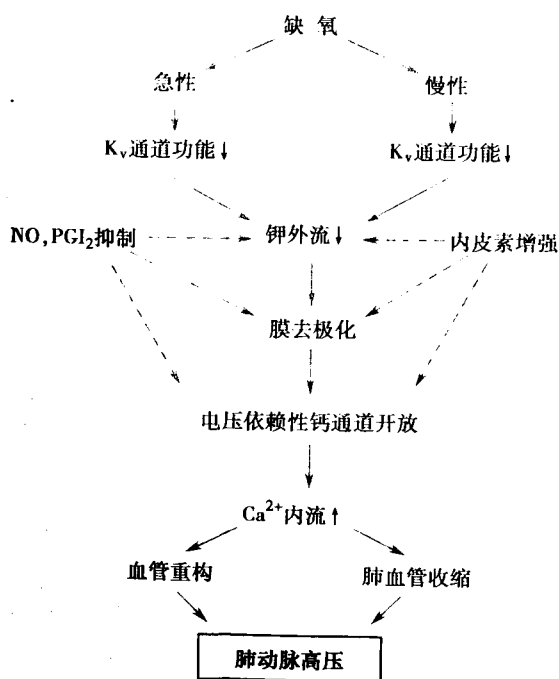 缺 氧
急性 慢性
Kᵥ通道功能↓ Kᵥ通道功能↓
NO,PGI₂抑制 钾外流↓ 内皮素增强
膜去极化
电压依赖性钙通道开放
Ca²⁺内流↑
血管重构 肺血管收缩
肺动脉高压